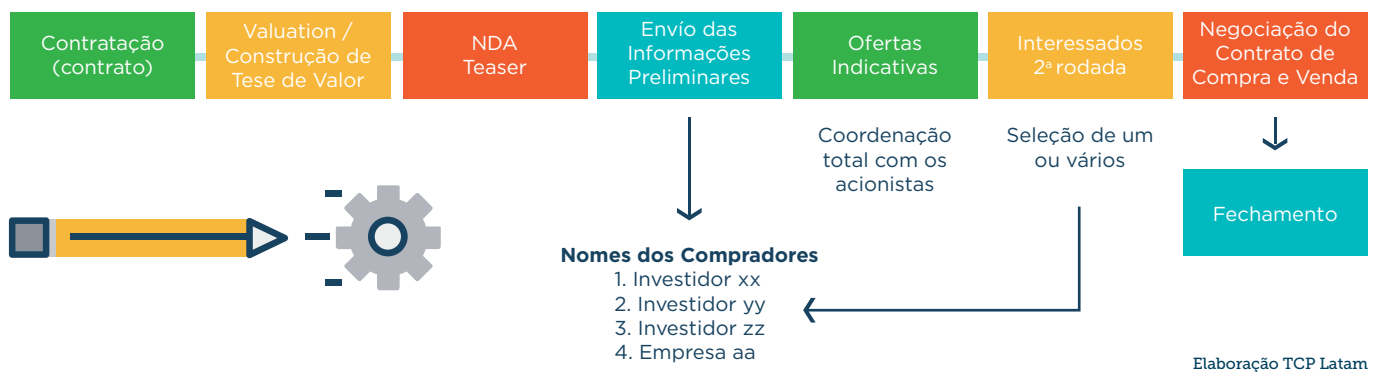 Contratação
(contrato)
Valuation /
Construção de
Tese de Valor
NDA
Teaser
Envío das
Informações
Preliminares
Ofertas
Indicativas
Interessados
2ª rodada
Negociação do
Contrato de
Compra e Venda
Coordenação
total com os
acionistas
Seleção de um
ou vários
Fechamento
Nomes dos Compradores
1. Investidor xx
2. Investidor yy
3. Investidor zz
4. Empresa aa
Elaboração TCP Latam